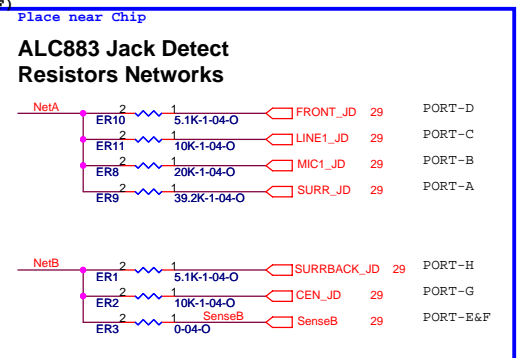 F)
Place near Chip
ALC883 Jack Detect
Resistors Networks
NetA
2 1 FRONT_JD 29 PORT-D
ER10 5.1K-1-04-O
2 1 LINE1_JD 29 PORT-C
ER11 10K-1-04-O
2 1 MIC1_JD 29 PORT-B
ER8 20K-1-04-O
2 1 SURR_JD 29 PORT-A
ER9 39.2K-1-04-O
NetB
2 1 SURRBACK_JD 29 PORT-H
ER1 5.1K-1-04-O
2 1 CEN_JD 29 PORT-G
ER2 10K-1-04-O
2 1 SenseB SenseB 29 PORT-E&F
ER3 0-04-O